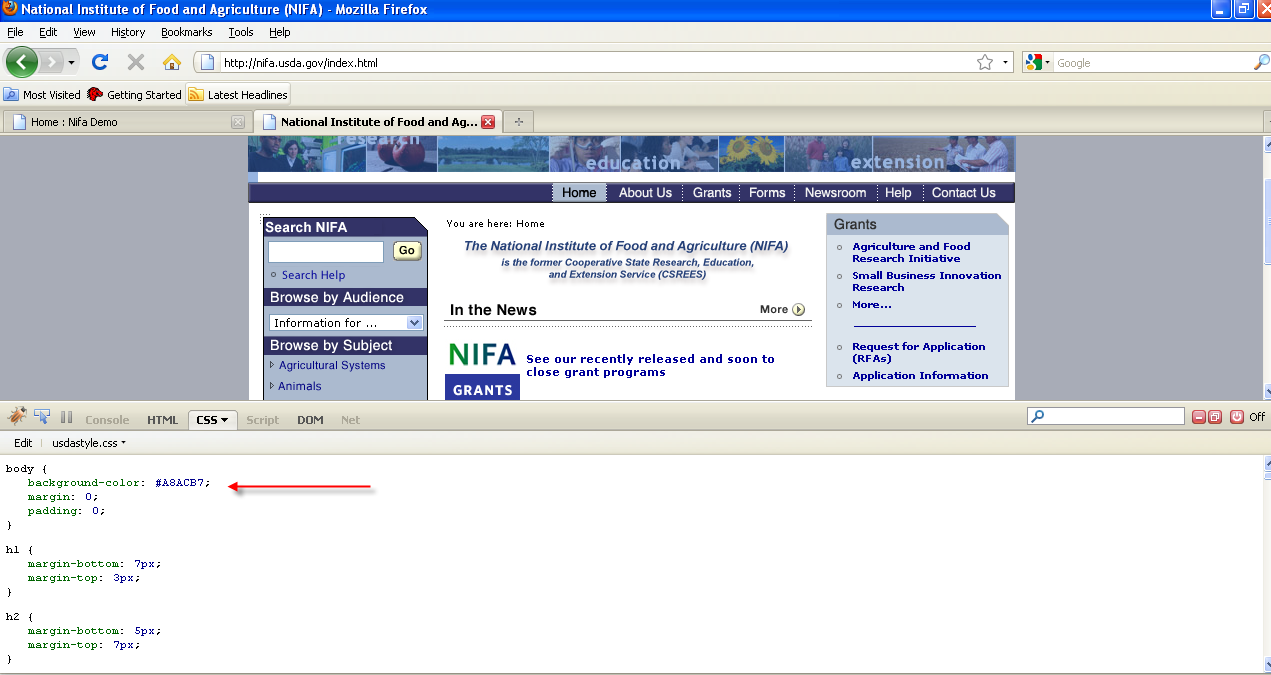 National Institute of Food and Agriculture (NIFA) - Mozilla Firefox
File Edit View History Bookmarks Tools Help
http://nifa.usda.gov/index.html
Google
Most Visited Getting Started Latest Headlines
Home : Nifa Demo
National Institute of Food and Ag...
research
education
extension
Home About Us Grants Forms Newsroom Help Contact Us
Search NIFA
Go
Search Help
Browse by Audience
Information for ...
Browse by Subject
Agricultural Systems
Animals
You are here: Home
The National Institute of Food and Agriculture (NIFA)
is the former Cooperative State Research, Education,
and Extension Service (CSREES)
In the News
More
NIFA
GRANTS
See our recently released and soon to
close grant programs
Grants
Agriculture and Food
Research Initiative
Small Business Innovation
Research
More...
Request for Application
(RFAs)
Application Information
Console HTML CSS Script DOM Net
Off
Edit usdastyle.css
body {
background-color: #A8ACB7;
margin: 0;
padding: 0;
}
h1 {
margin-bottom: 7px;
margin-top: 3px;
}
h2 {
margin-bottom: 5px;
margin-top: 7px;
}